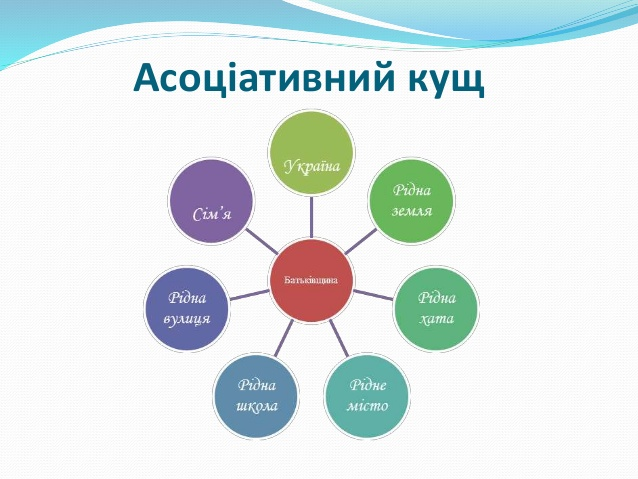 Асоціативний кущ
Україна
Рідна
земля
Рідна
хата
Рідне
місто
Рідна
школа
Рідна
вулиця
Сім’я
Батьківщина